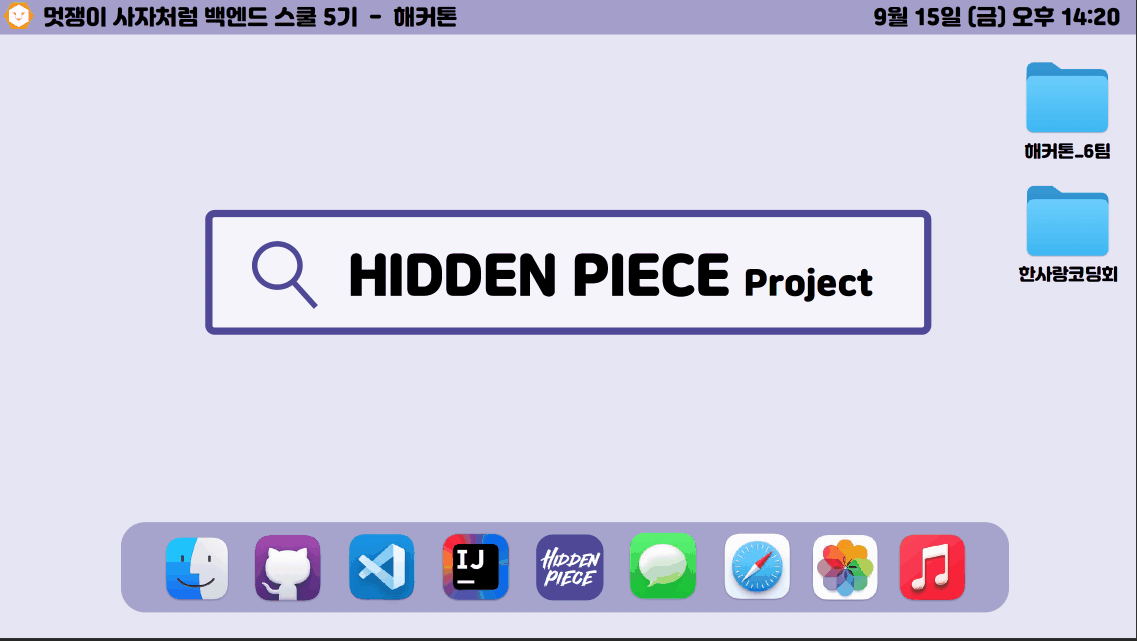 멋쟁이 사자처럼 백엔드 스쿨 5기 - 해커톤
9월 15일 (금) 오후 14:20
해커톤_6팀
한사랑코딩회
HIDDEN PIECE Project
IJ
HIDDEN
PIECE